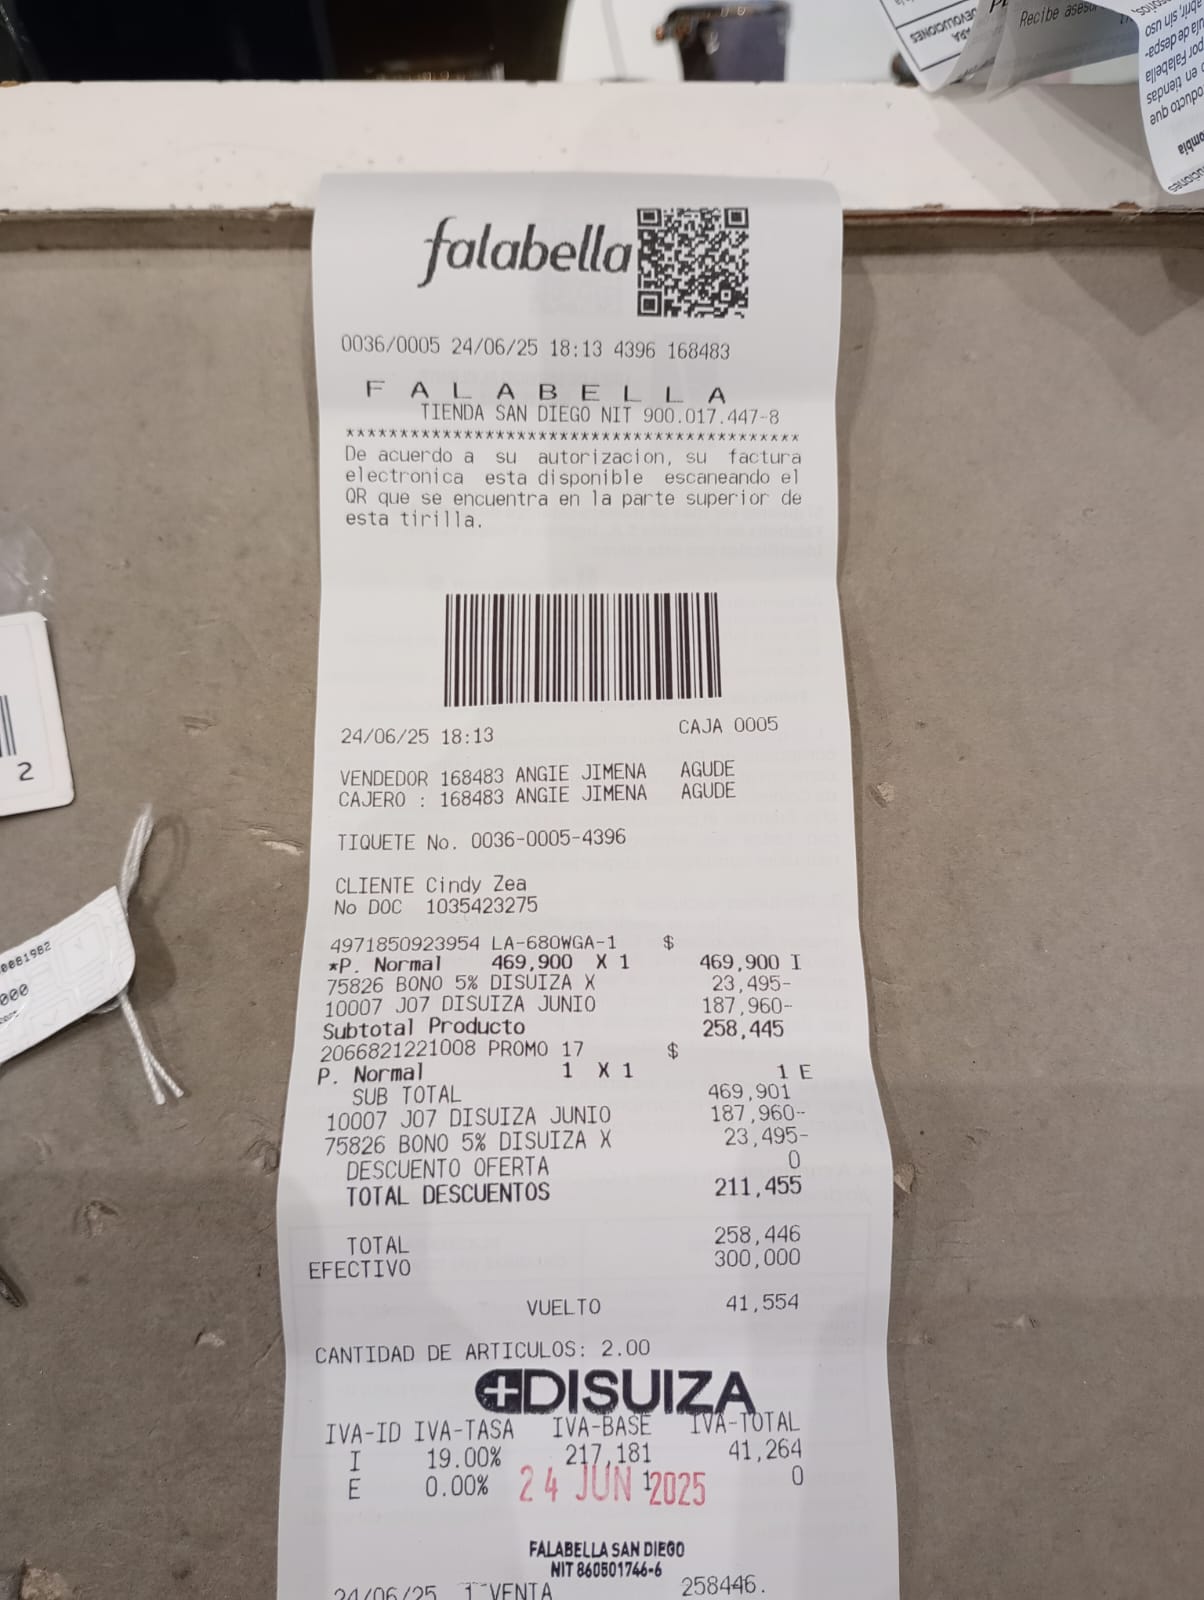 Recibe
falabella
0036/0005 24/06/25 18:13 4396 168483
F A L A B E L L A
TIENDA SAN DIEGO NIT 900.017.447-8
******************************************
De acuerdo a su autorizacion, su factura
electronica esta disponible escaneando el
QR que se encuentra en la parte superior de
esta tirilla.
24/06/25 18:13 CAJA 0005
VENDEDOR 168483 ANGIE JIMENA AGUDE
CAJERO : 168483 ANGIE JIMENA AGUDE
TIQUETE No. 0036-0005-4396
CLIENTE Cindy Zea
No DOC 1035423275
4971850923954 LA-680WGA-1 $
*P. Normal 469,900 X 1 469,900 I
75826 BONO 5% DISUIZA X 23,495-
10007 J07 DISUIZA JUNIO 187,960-
Subtotal Producto 258,445
2066821221008 PROMO 17 $
P. Normal 1 X 1 1 E
SUB TOTAL 469,901
10007 J07 DISUIZA JUNIO 187,960-
75826 BONO 5% DISUIZA X 23,495-
DESCUENTO OFERTA 0
TOTAL DESCUENTOS 211,455
TOTAL 258,446
EFECTIVO 300,000
VUELTO 41,554
CANTIDAD DE ARTICULOS: 2.00
DISUIZA
IVA-ID IVA-TASA IVA-BASE IVA-TOTAL
I 19.00% 217,181 41,264
E 0.00% 1 0
24 JUN 2025
FALABELLA SAN DIEGO
NIT 860501746-6
24/06/25 1 VENTA 258446.
2